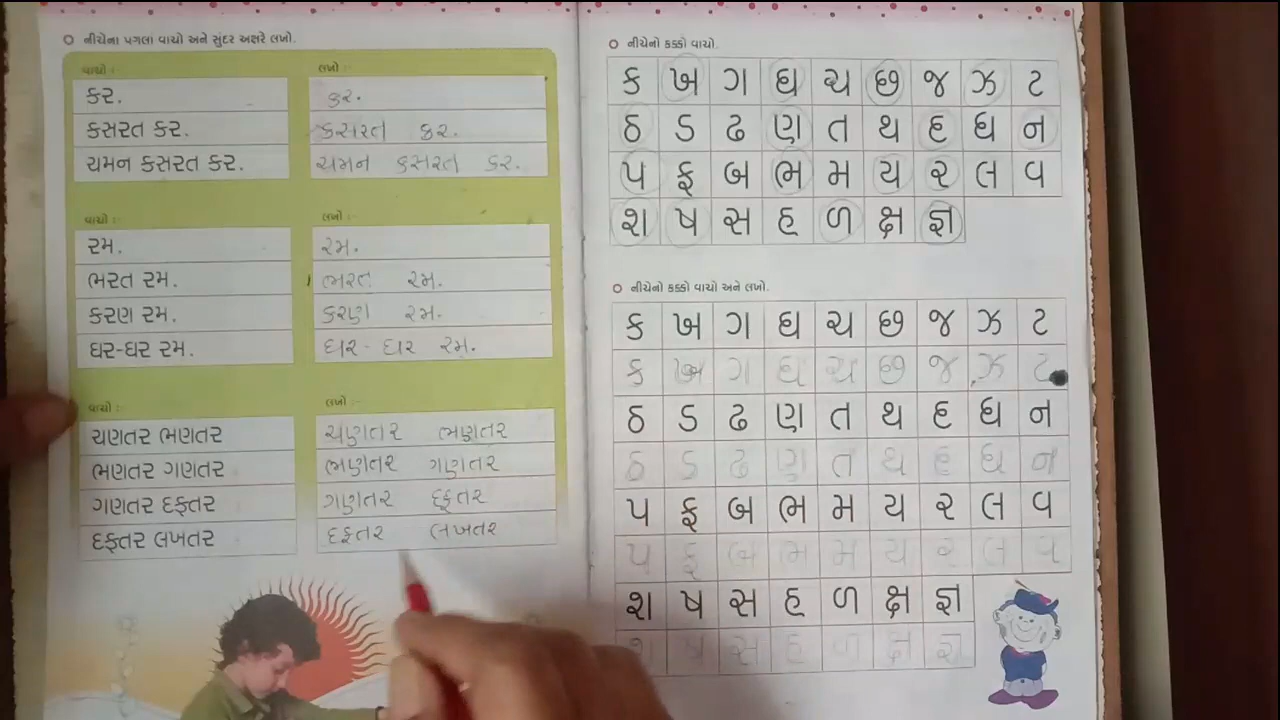 નીચેના પગલા વાચો અને સુંદર અક્ષરે લખો.
વાચો :
કર.
કસરત કર.
ચમન કસરત કર.
લખો :-
કર.
કસરત કર.
ચમન કસરત કર.
વાચો :-
રમ.
ભરત રમ.
કરણ રમ.
ઘર-ઘર રમ.
લખો :-
રમ.
ભરત રમ.
કરણ રમ.
ઘર- ઘર રમ.
વાચો :
ચણતર ભણતર
ભણતર ગણતર
ગણતર દફતર
દફતર લખતર
લખો :-
ચણતર ભણતર
ભણતર ગણતર
ગણતર દફતર
દફતર લખતર
નીચેનો કક્કો વાચો.
ક ખ ગ ઘ ચ છ જ ઝ ટ
ઠ ડ ઢ ણ ત થ દ ધ ન
પ ફ બ ભ મ ય ર લ વ
શ ષ સ હ ળ ક્ષ જ્ઞ
નીચેનો કક્કો વાચો અને લખો.
ક ખ ગ ઘ ચ છ જ ઝ ટ
ક ખ ગ ઘ ચ છ જ ઝ ટ
ઠ ડ ઢ ણ ત થ દ ધ ન
ઠ ડ ઢ ણ ત થ દ ધ ન
પ ફ બ ભ મ ય ર લ વ
પ ફ બ ભ મ ય ર લ વ
શ ષ સ હ ળ ક્ષ જ્ઞ
શ ષ સ હ ળ ક્ષ જ્ઞ